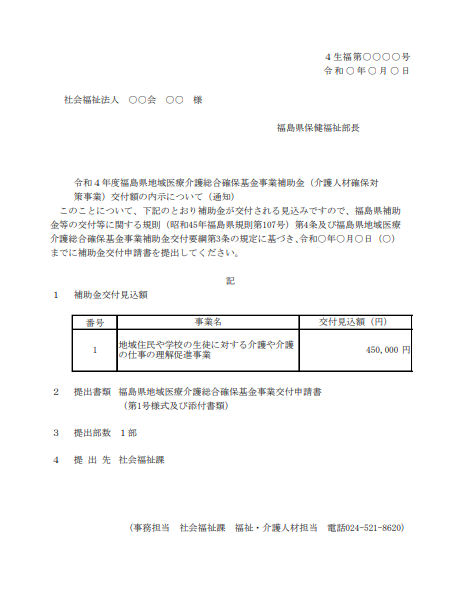 ４生福第〇〇〇〇号
令和〇年〇月〇日
社会福祉法人　〇〇会　〇〇　様
福島県保健福祉部長
令和４年度福島県地域医療介護総合確保基金事業補助金（介護人材確保対
策事業）交付額の内示について（通知）
このことについて、下記のとおり補助金が交付される見込みですので、福島県補助
金等の交付等に関する規則（昭和45年福島県規則第107号）第4条及び福島県地域医療
介護総合確保基金事業補助金交付要綱第3条の規定に基づき、令和〇年〇月〇日（〇）
までに補助金交付申請書を提出してください。
記
１　補助金交付見込額
番号　事業名　交付見込額（円）
地域住民や学校の生徒に対する介護や介護
1　の仕事の理解促進事業　450,000 円
２　提出書類　福島県地域医療介護総合確保基金事業交付申請書
（第1号様式及び添付書類）
３　提出部数　１部
４　提 出 先　社会福祉課
（事務担当　社会福祉課　福祉・介護人材担当　電話024-521-8620）